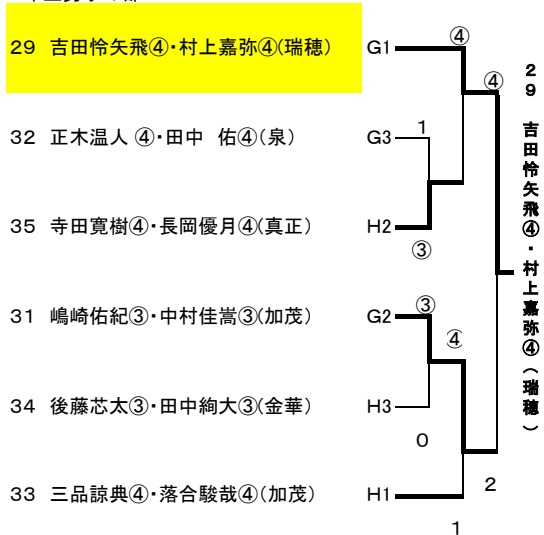 29 吉田怜矢飛④・村上嘉弥④(瑞穂) G1 ④
④
32 正木温人 ④・田中 佑④(泉) G3 1
35 寺田寛樹④・長岡優月④(真正) H2
③
31 嶋崎佑紀③・中村佳嵩③(加茂) G2 ③
④
34 後藤芯太③・田中絢大③(金華) H3
0
33 三品諒典④・落合駿哉④(加茂) H1 2
1
29 吉田怜矢飛④・村上嘉弥④(瑞穂)